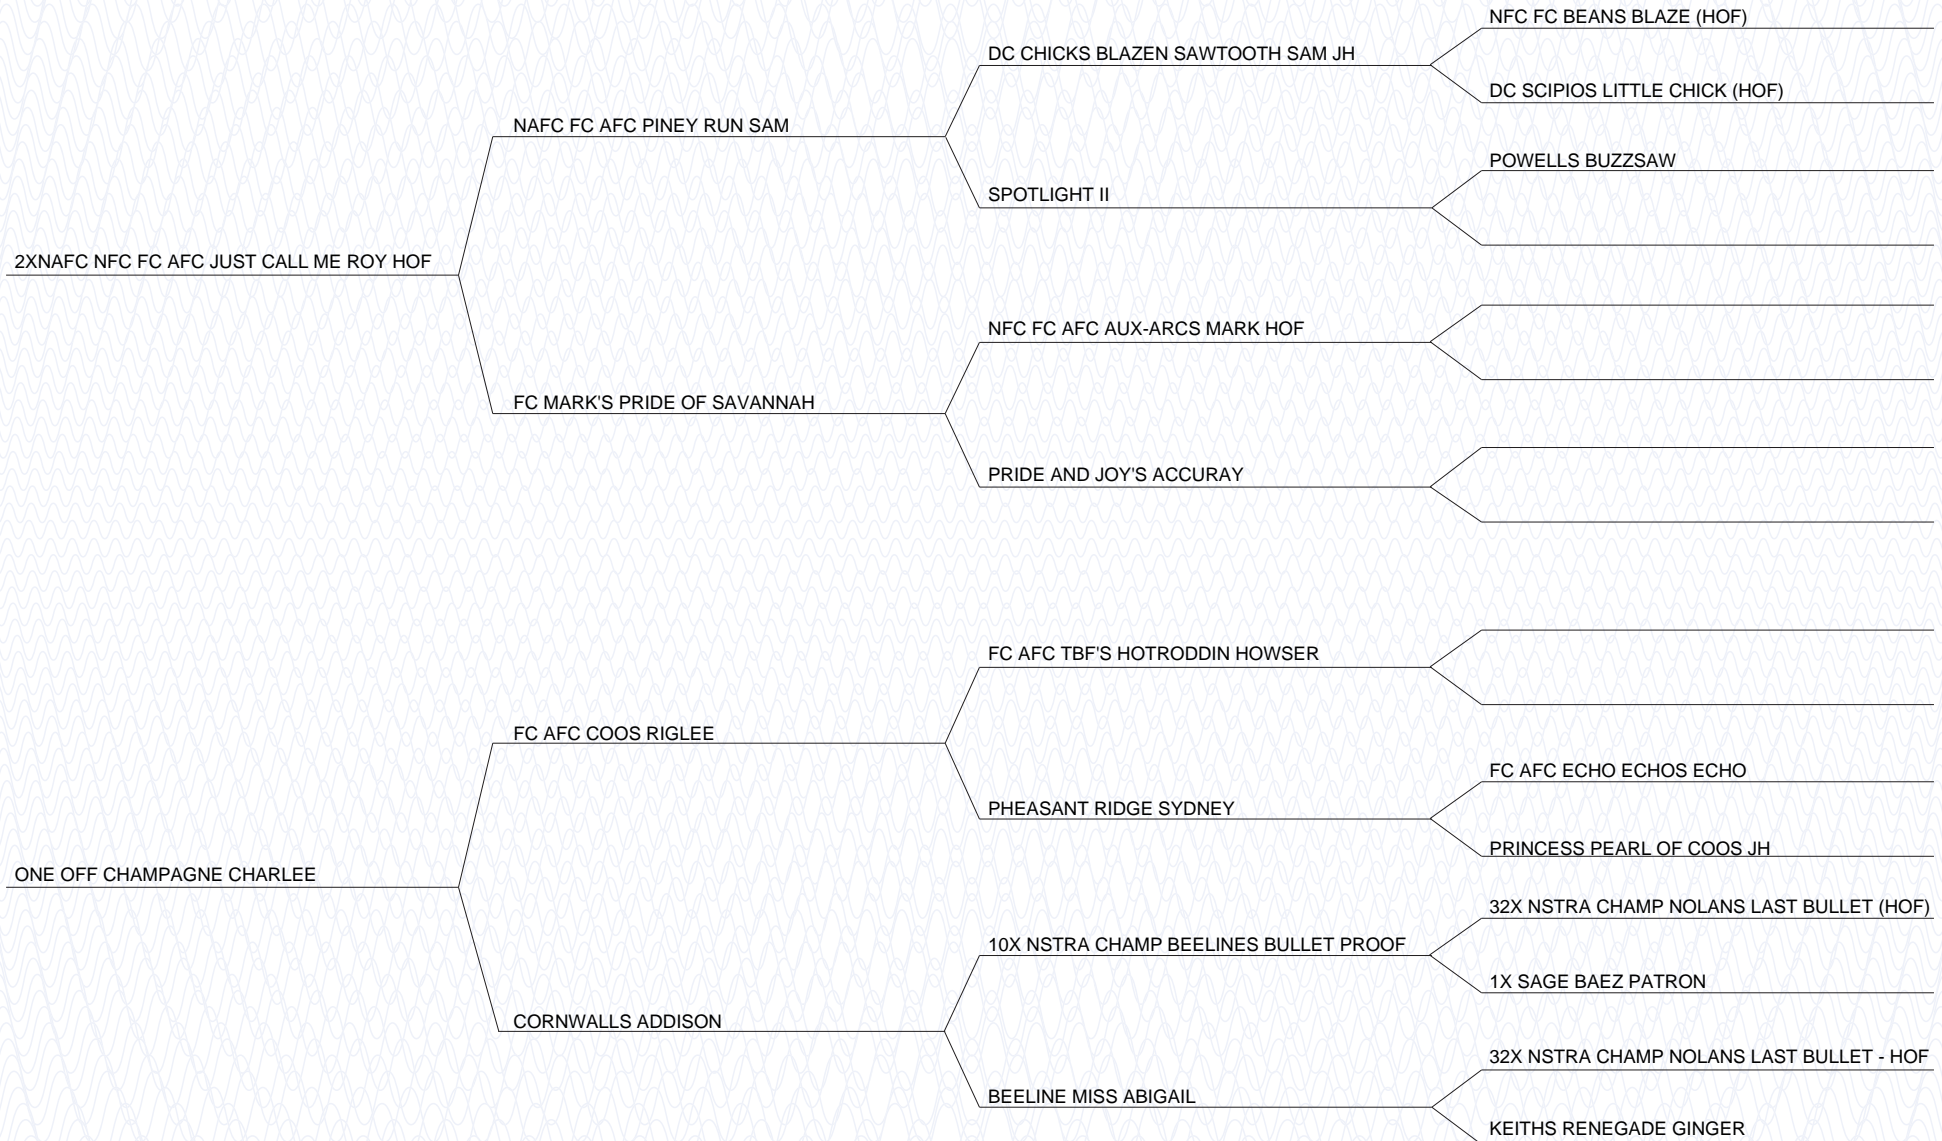 NFC FC BEANS BLAZE (HOF)
DC CHICKS BLAZEN SAWTOOTH SAM JH
DC SCIPIOS LITTLE CHICK (HOF)
NAFC FC AFC PINEY RUN SAM
POWELLS BUZZSAW
SPOTLIGHT II
2XNAFC NFC FC AFC JUST CALL ME ROY HOF
NFC FC AFC AUX-ARCS MARK HOF
FC MARK'S PRIDE OF SAVANNAH
PRIDE AND JOY'S ACCURAY
FC AFC TBF'S HOTRODDIN HOWSER
FC AFC COOS RIGLEE
FC AFC ECHO ECHOS ECHO
PHEASANT RIDGE SYDNEY
PRINCESS PEARL OF COOS JH
ONE OFF CHAMPAGNE CHARLEE
32X NSTRA CHAMP NOLANS LAST BULLET (HOF)
10X NSTRA CHAMP BEELINES BULLET PROOF
1X SAGE BAEZ PATRON
CORNWALLS ADDISON
32X NSTRA CHAMP NOLANS LAST BULLET - HOF
BEELINE MISS ABIGAIL
KEITHS RENEGADE GINGER